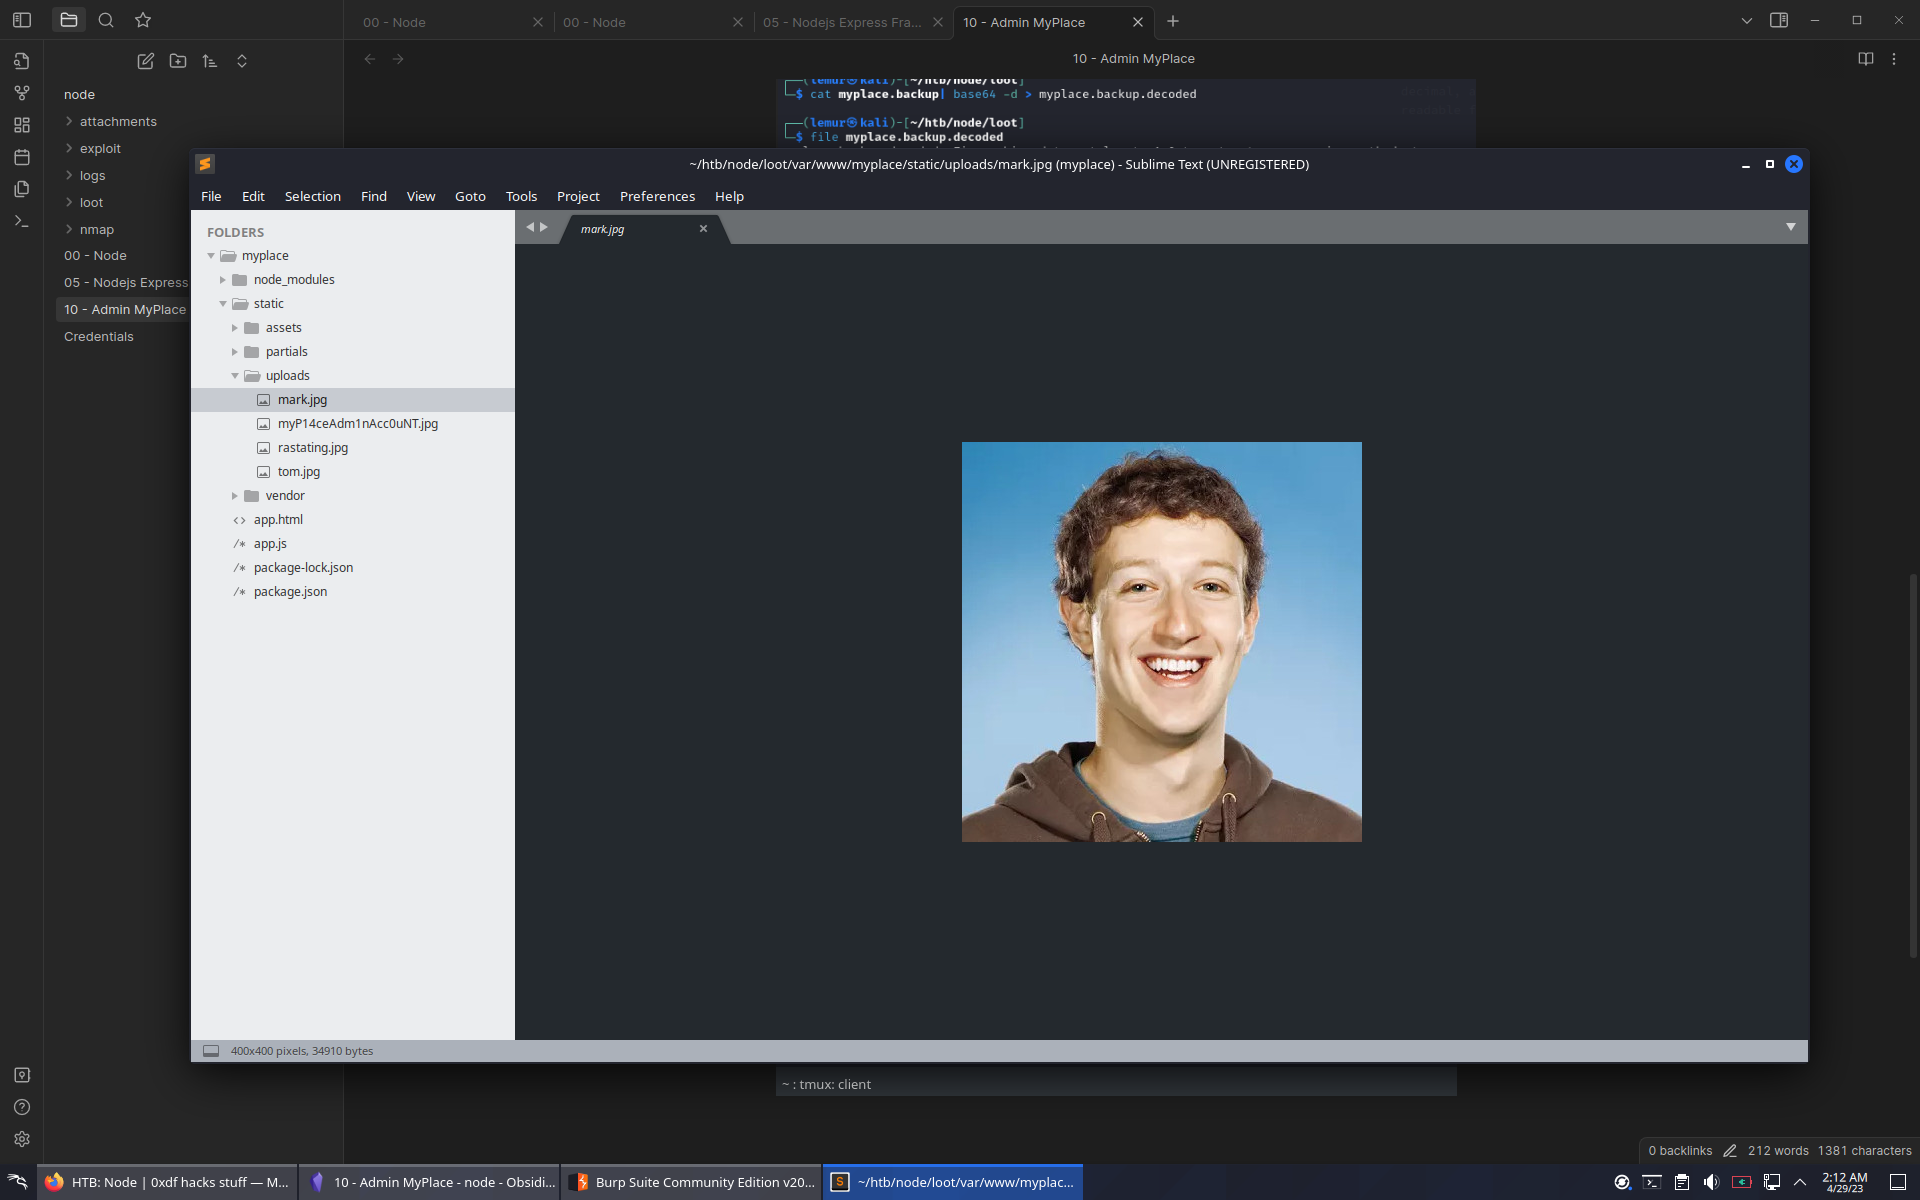 00 - Node
00 - Node
05 - Nodejs Express Fra...
10 - Admin MyPlace
10 - Admin MyPlace
node
attachments
exploit
logs
loot
nmap
00 - Node
05 - Nodejs Express
10 - Admin MyPlace
Credentials
(lemur㉿kali)-[~/htb/node/loot]
$ cat myplace.backup| base64 -d > myplace.backup.decoded
(lemur㉿kali)-[~/htb/node/loot]
$ file myplace.backup.decoded
~/htb/node/loot/var/www/myplace/static/uploads/mark.jpg (myplace) - Sublime Text (UNREGISTERED)
File Edit Selection Find View Goto Tools Project Preferences Help
FOLDERS
myplace
node_modules
static
assets
partials
uploads
mark.jpg
myP14ceAdm1nAcc0uNT.jpg
rastating.jpg
tom.jpg
vendor
app.html
app.js
package-lock.json
package.json
mark.jpg
400x400 pixels, 34910 bytes
~ : tmux: client
0 backlinks 212 words 1381 characters
HTB: Node | 0xdf hacks stuff — M...
10 - Admin MyPlace - node - Obsidi...
Burp Suite Community Edition v20...
~/htb/node/loot/var/www/myplac...
2:12 AM
4/29/23